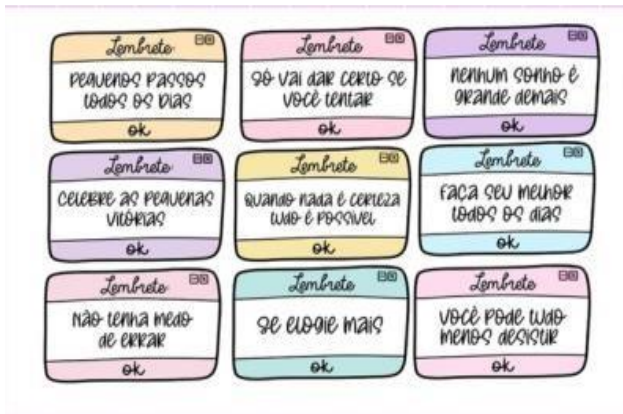 Lembrete
Pequenos Passos
todos os Dias
ok
Lembrete
Só vai dar certo se
você tentar
ok
Lembrete
nenhum sonho é
grande demais
ok
Lembrete
Celebre as Pequenas
vitórias
ok
Lembrete
Quando nada é certeza
tudo é Possível
ok
Lembrete
Faça seu melhor
todos os dias
ok
Lembrete
Não tenha medo
de errar
ok
Lembrete
Se elogie mais
ok
Lembrete
Você Pode tudo
menos desistir
ok